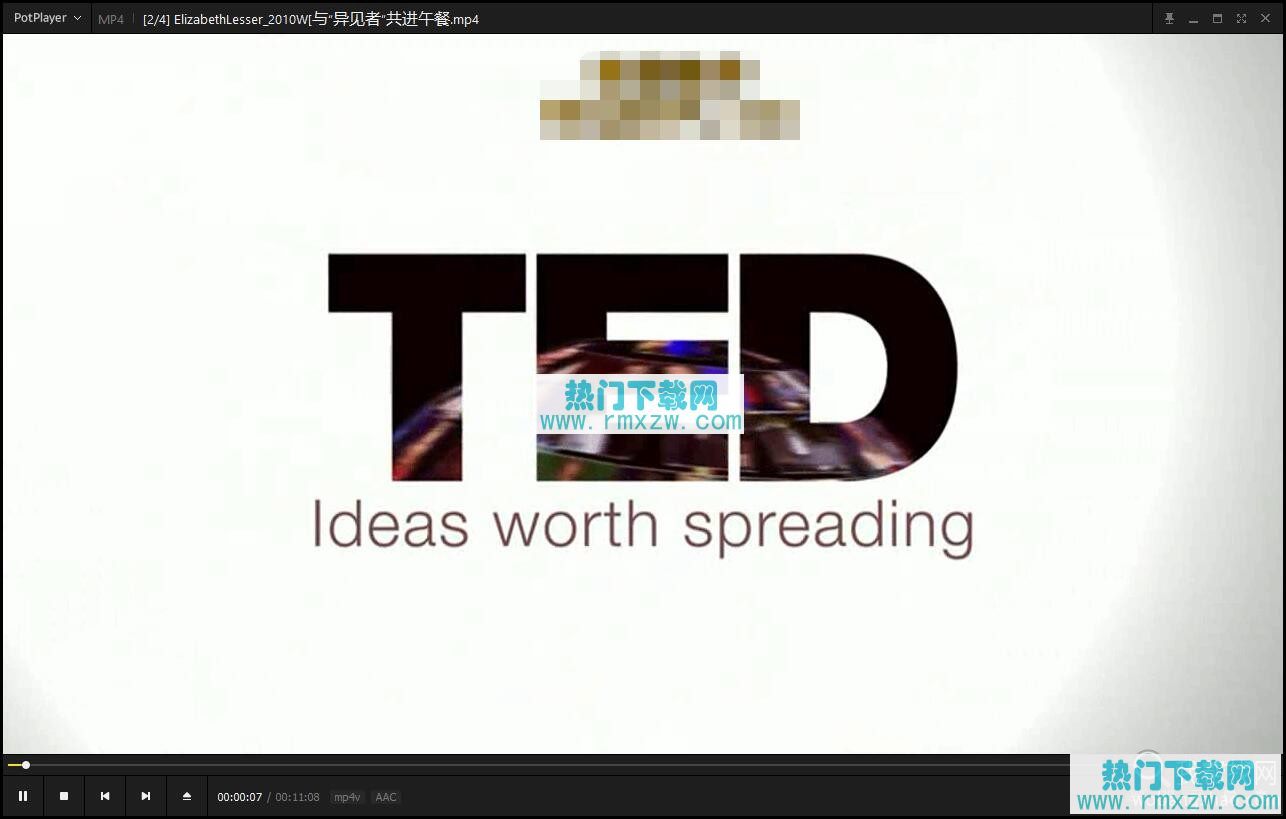 PotPlayer MP4 [2/4] ElizabethLesser_2010W[与“异见者”共进午餐.mp4
TED
热门下载网
www.rmxzw.com
Ideas worth spreading
00:00:07 / 00:11:08 mp4v AAC
热门下载网
www.rmxzw.com